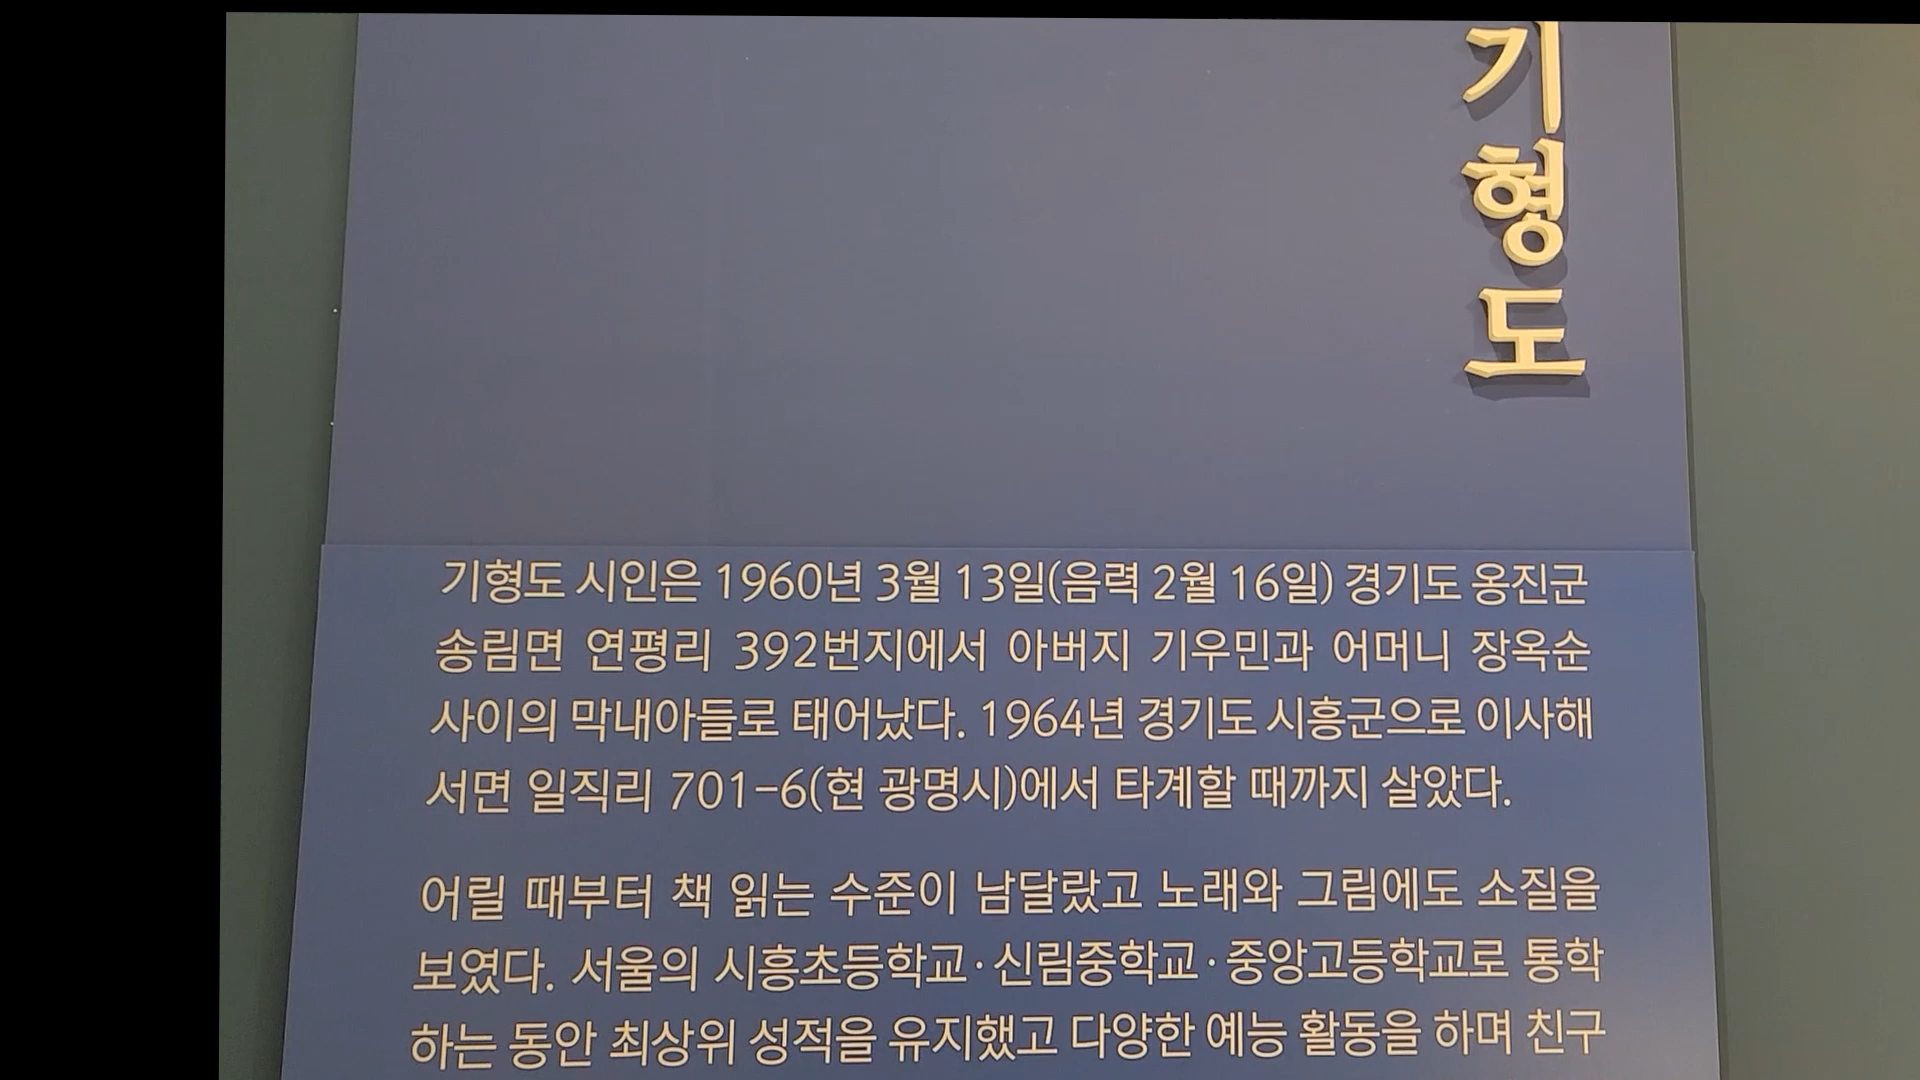 기형도
기형도 시인은 1960년 3월 13일(음력 2월 16일) 경기도 옹진군
송림면 연평리 392번지에서 아버지 기우민과 어머니 장옥순
사이의 막내아들로 태어났다. 1964년 경기도 시흥군으로 이사해
서면 일직리 701-6(현 광명시)에서 타계할 때까지 살았다.
어릴 때부터 책 읽는 수준이 남달랐고 노래와 그림에도 소질을
보였다. 서울의 시흥초등학교·신림중학교·중앙고등학교로 통학
하는 동안 최상위 성적을 유지했고 다양한 예능 활동을 하며 친구